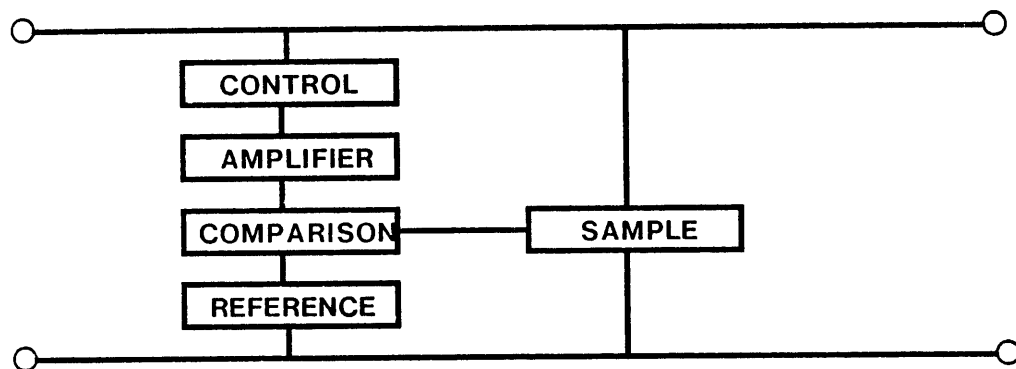 CONTROL
AMPLIFIER
COMPARISON
SAMPLE
REFERENCE